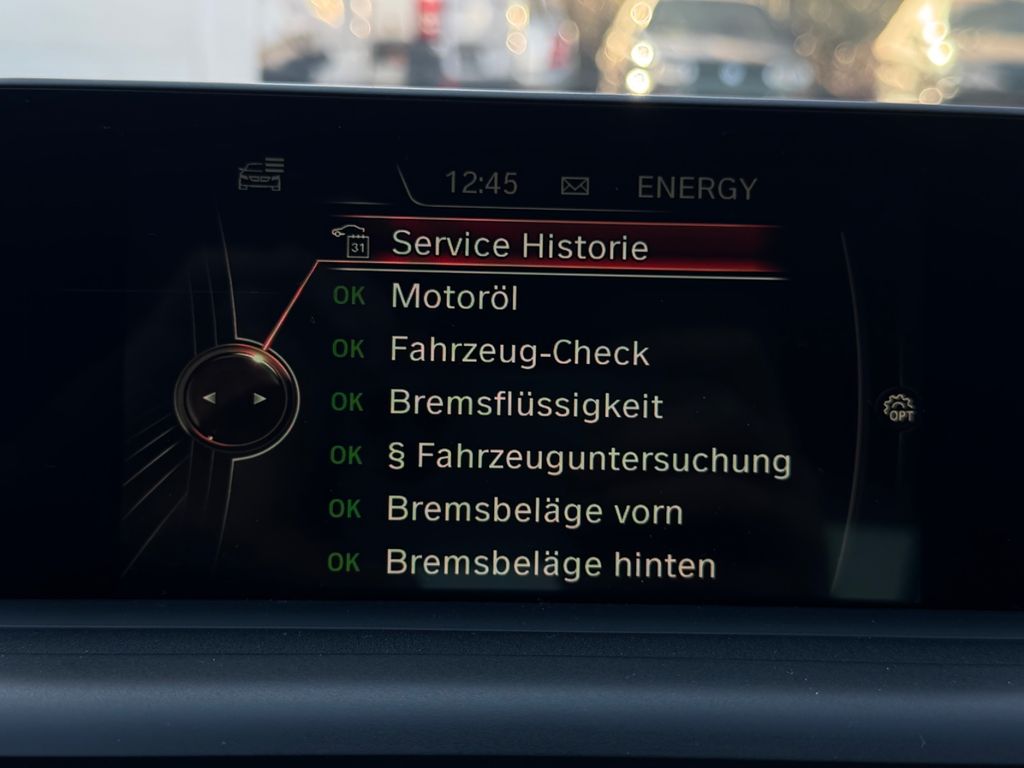 12:45 ENERGY
31 Service Historie
OK Motoröl
OK Fahrzeug-Check
OK Bremsflüssigkeit
OK § Fahrzeuguntersuchung
OK Bremsbeläge vorn
OK Bremsbeläge hinten
OPT